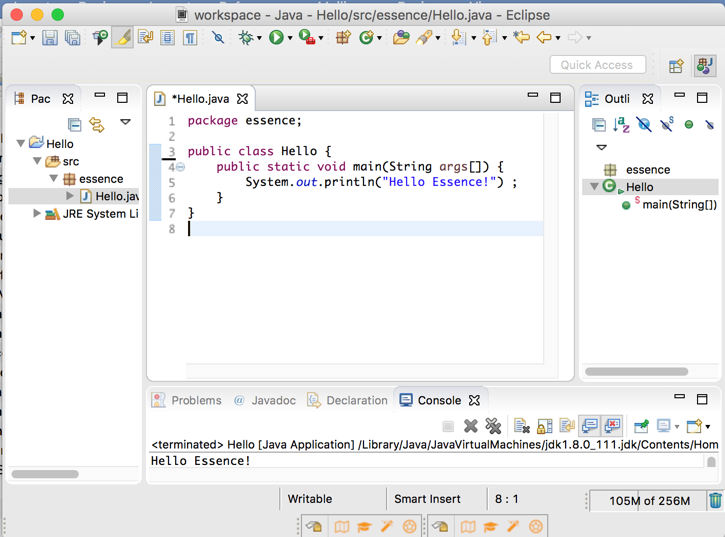 workspace - Java - Hello/src/essence/Hello.java - Eclipse
Quick Access
Pac
Hello
src
essence
Hello.jav
JRE System Li
*Hello.java
1 package essence;
2
3 public class Hello {
4 public static void main(String args[]) {
5 System.out.println("Hello Essence!") ;
6 }
7 }
8
Outli
essence
Hello
S main(String[])
Problems @ Javadoc Declaration Console
<terminated> Hello [Java Application] /Library/Java/JavaVirtualMachines/jdk1.8.0_111.jdk/Contents/Hom
Hello Essence!
Writable Smart Insert 8 : 1 105M of 256M